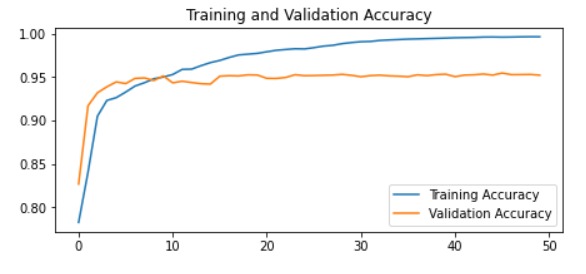 Training and Validation Accuracy
1.00
0.95
0.90
0.85
0.80
Training Accuracy
Validation Accuracy
0 10 20 30 40 50